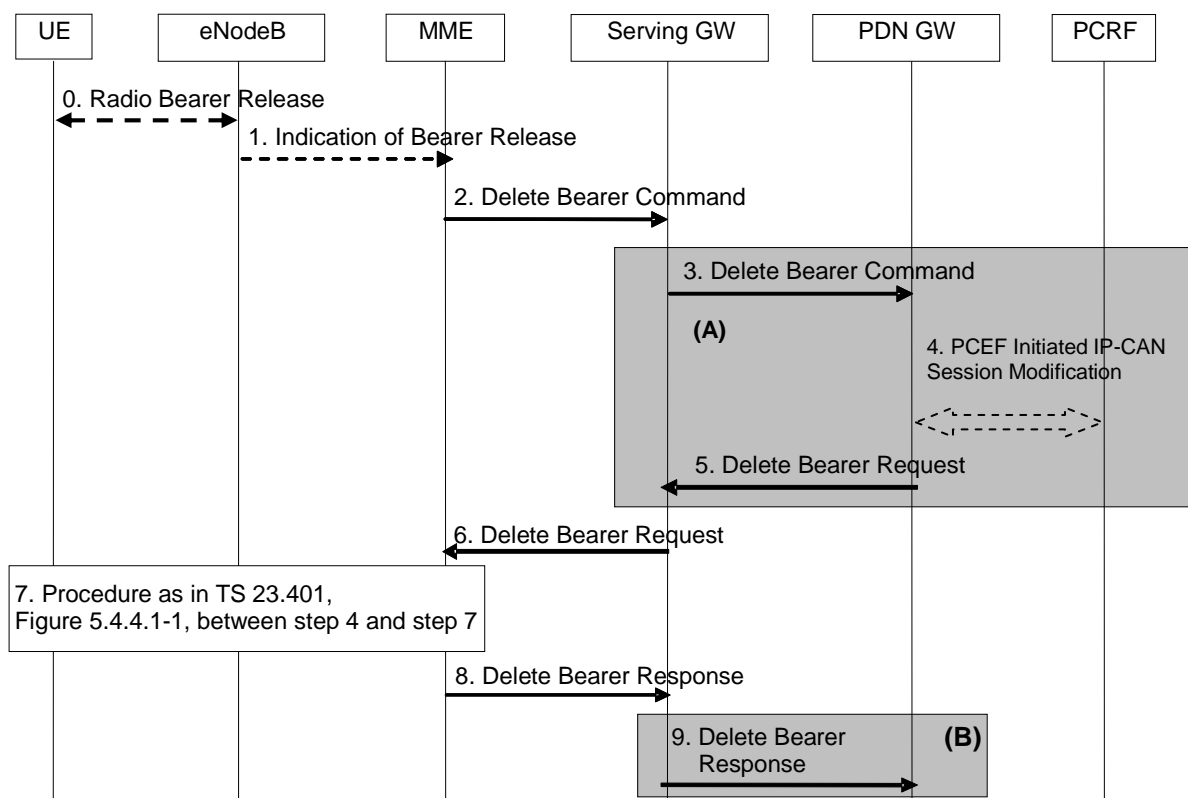 UE
eNodeB
MME
Serving GW
PDN GW
PCRF
0. Radio Bearer Release
1. Indication of Bearer Release
2. Delete Bearer Command
3. Delete Bearer Command
(A)
4. PCEF Initiated IP-CAN
Session Modification
5. Delete Bearer Request
6. Delete Bearer Request
7. Procedure as in TS 23.401,
Figure 5.4.4.1-1, between step 4 and step 7
8. Delete Bearer Response
9. Delete Bearer
Response
(B)